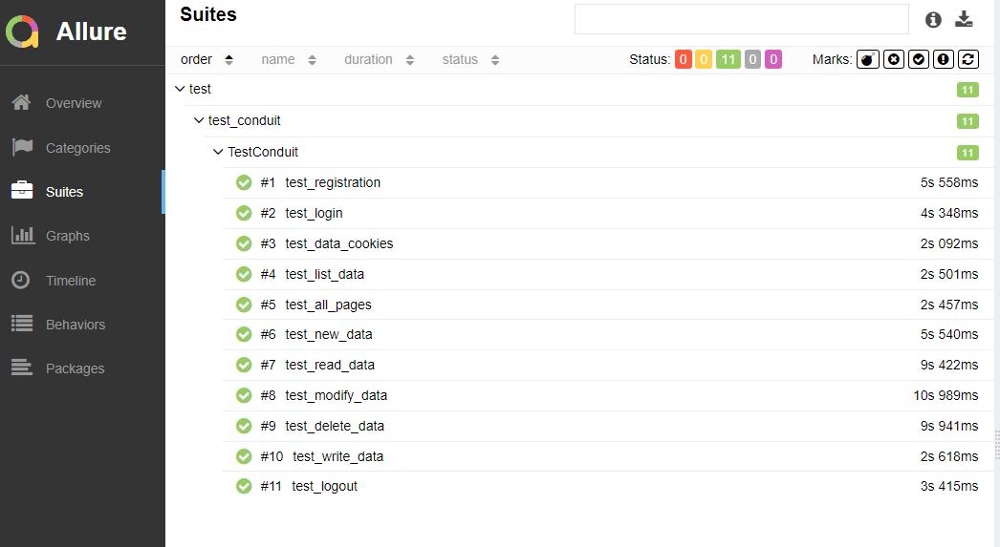 Allure
Overview
Categories
Suites
Graphs
Timeline
Behaviors
Packages
Suites
order name duration status Status: 0 0 11 0 0 Marks:
test 11
test_conduit 11
TestConduit 11
#1 test_registration 5s 558ms
#2 test_login 4s 348ms
#3 test_data_cookies 2s 092ms
#4 test_list_data 2s 501ms
#5 test_all_pages 2s 457ms
#6 test_new_data 5s 540ms
#7 test_read_data 9s 422ms
#8 test_modify_data 10s 989ms
#9 test_delete_data 9s 941ms
#10 test_write_data 2s 618ms
#11 test_logout 3s 415ms